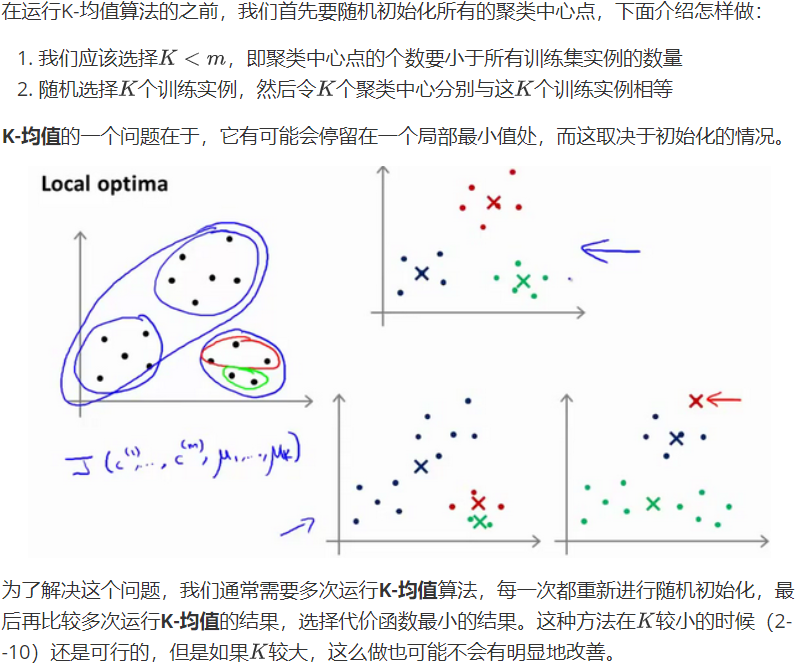 在运行K-均值算法的之前，我们首先要随机初始化所有的聚类中心点，下面介绍怎样做：
1. 我们应该选择K < m，即聚类中心点的个数要小于所有训练集实例的数量
2. 随机选择K个训练实例，然后令K个聚类中心分别与这K个训练实例相等
K-均值的一个问题在于，它有可能会停留在一个局部最小值处，而这取决于初始化的情况。
Local optima
J(c⁽¹⁾,...,c⁽ᵐ⁾,μ₁,...,μₖ)
为了解决这个问题，我们通常需要多次运行K-均值算法，每一次都重新进行随机初始化，最
后再比较多次运行K-均值的结果，选择代价函数最小的结果。这种方法在K较小的时候（2-
-10）还是可行的，但是如果K较大，这么做也可能不会有明显地改善。